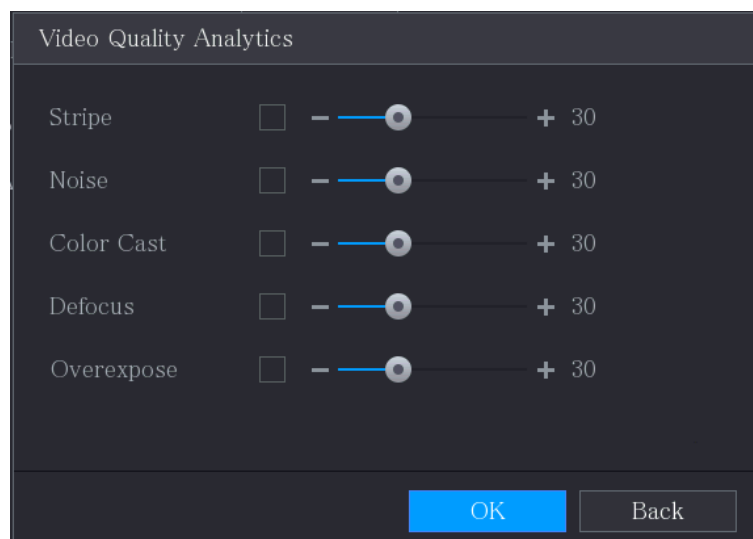 Video Quality Analytics
Stripe 30
Noise 30
Color Cast 30
Defocus 30
Overexpose 30
OK Back